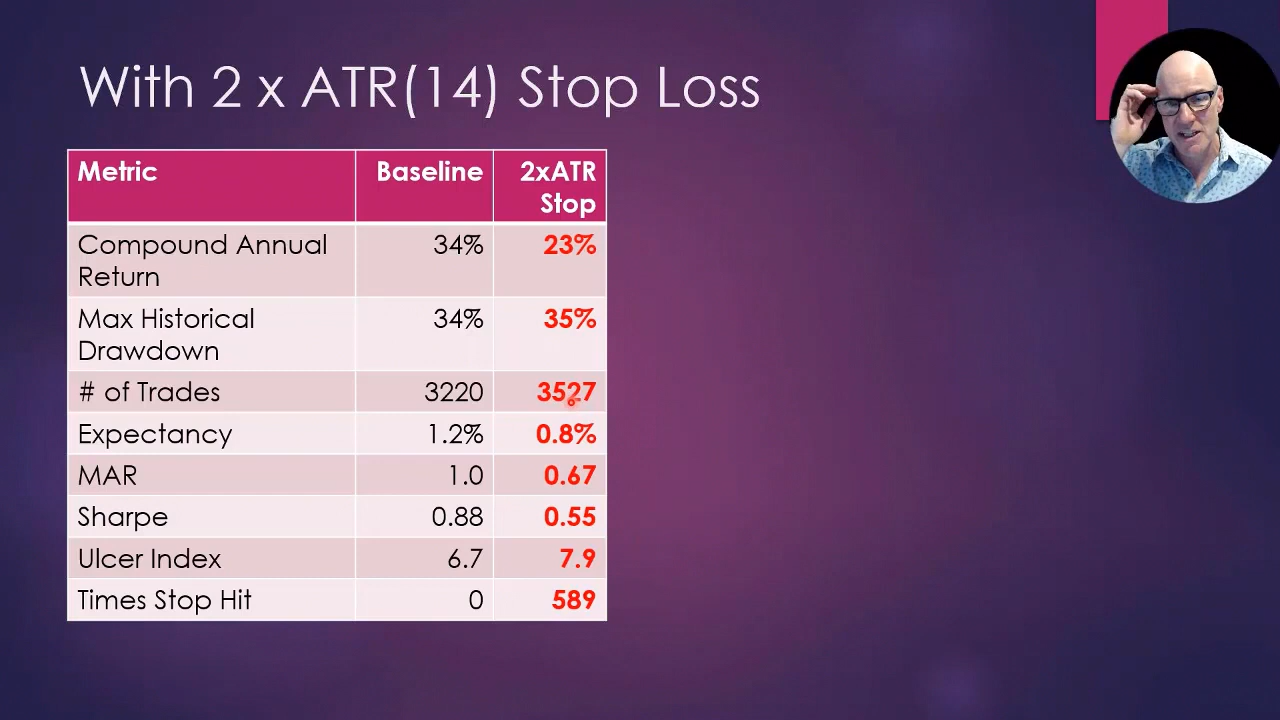 With 2 x ATR(14) Stop Loss
Metric Baseline 2xATR
Stop
Compound Annual 34% 23%
Return
Max Historical 34% 35%
Drawdown
# of Trades 3220 3527
Expectancy 1.2% 0.8%
MAR 1.0 0.67
Sharpe 0.88 0.55
Ulcer Index 6.7 7.9
Times Stop Hit 0 589